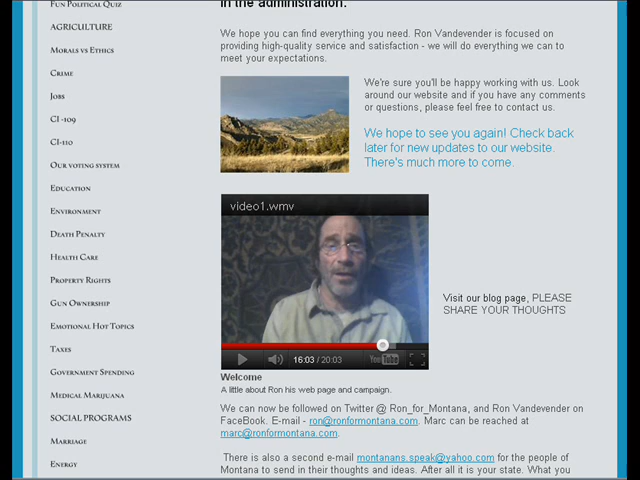 Fun Political Quiz
AGRICULTURE
Morals vs Ethics
Crime
Jobs
CI -109
CI-110
Our voting system
Education
Environment
Death Penalty
Health Care
Property Rights
Gun Ownership
Emotional Hot Topics
Taxes
Government Spending
Medical Marijuana
SOCIAL PROGRAMS
Marriage
Energy
in the administration.
We hope you can find everything you need. Ron Vandevender is focused on
providing high-quality service and satisfaction - we will do everything we can to
meet your expectations.
We're sure you'll be happy working with us. Look
around our website and if you have any comments
or questions, please feel free to contact us.
We hope to see you again! Check back
later for new updates to our website.
There's much more to come.
video1.wmv
16:03 / 20:03
YouTube
Visit our blog page, PLEASE
SHARE YOUR THOUGHTS
Welcome
A little about Ron his web page and campaign.
We can now be followed on Twitter @ Ron_for_Montana, and Ron Vandevender on
FaceBook. E-mail - ron@ronformontana.com. Marc can be reached at
marc@ronformontana.com.
There is also a second e-mail montanans.speak@yahoo.com for the people of
Montana to send in their thoughts and ideas. After all it is your state. What you